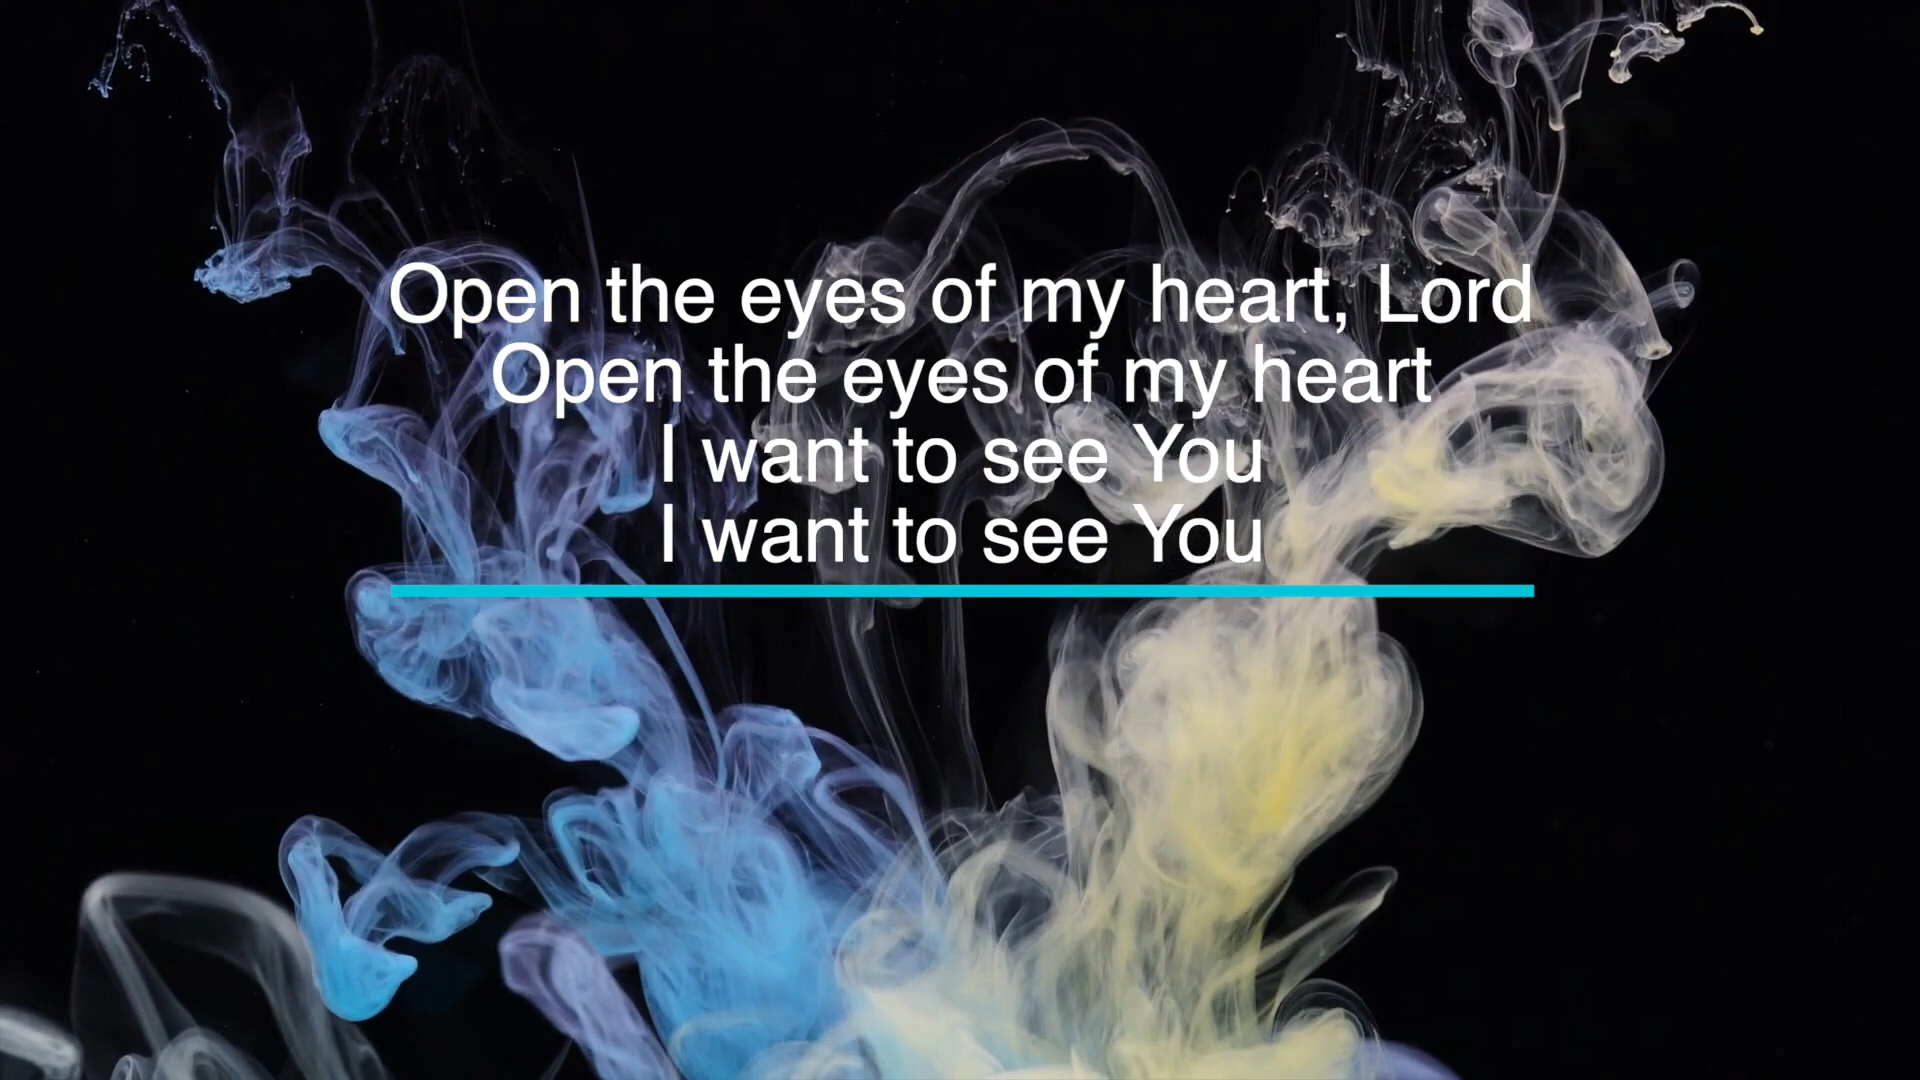 Open the eyes of my heart, Lord
Open the eyes of my heart
I want to see You
I want to see You